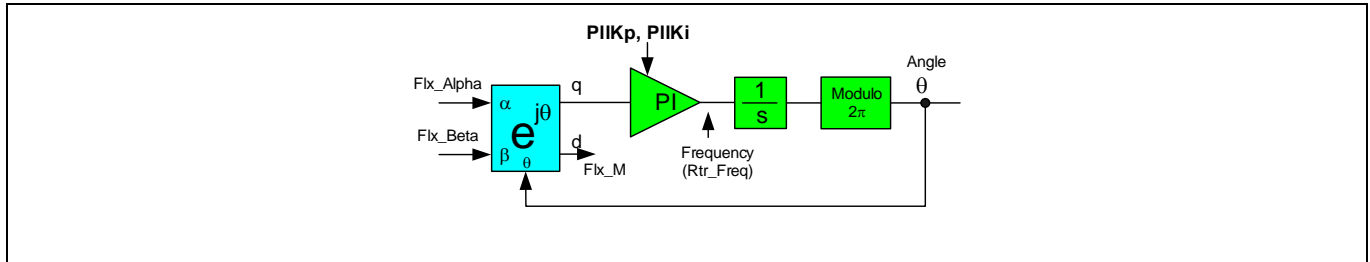 PllKp, PllKi
Angle
θ
Flx_Alpha
q
α
PI
1
s
Modulo
2π
e
jθ
Flx_Beta
β
θ
d
Flx_M
Frequency
(Rtr_Freq)